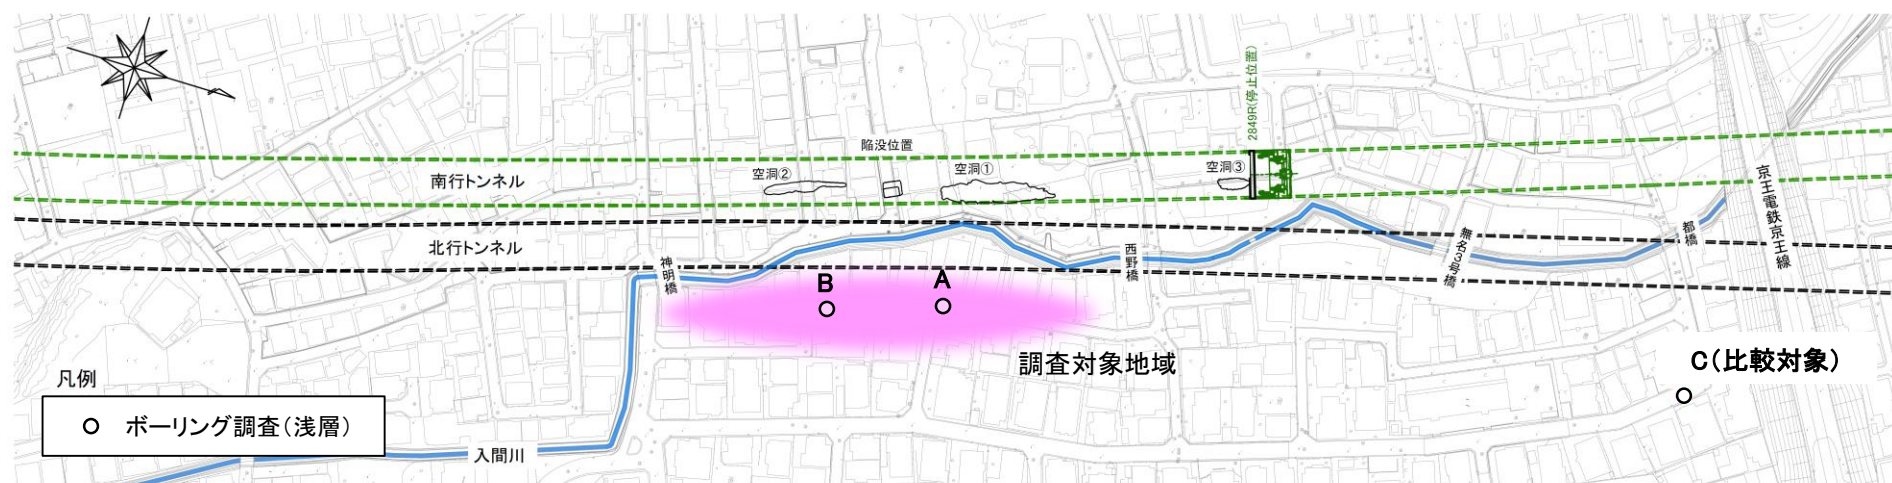 2849R(停止位置)
陥没位置
南行トンネル
空洞②
空洞①
空洞③
京王電鉄京王線
北行トンネル
神明橋
西野橋
無名3号橋
都橋
B
A
調査対象地域
C(比較対象)
凡例
ボーリング調査(浅層)
入間川